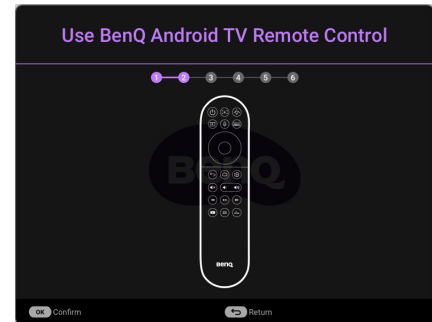 Use BenQ Android TV Remote Control
1 2 3 4 5 6
BenQ
BenQ
OK Confirm
Return